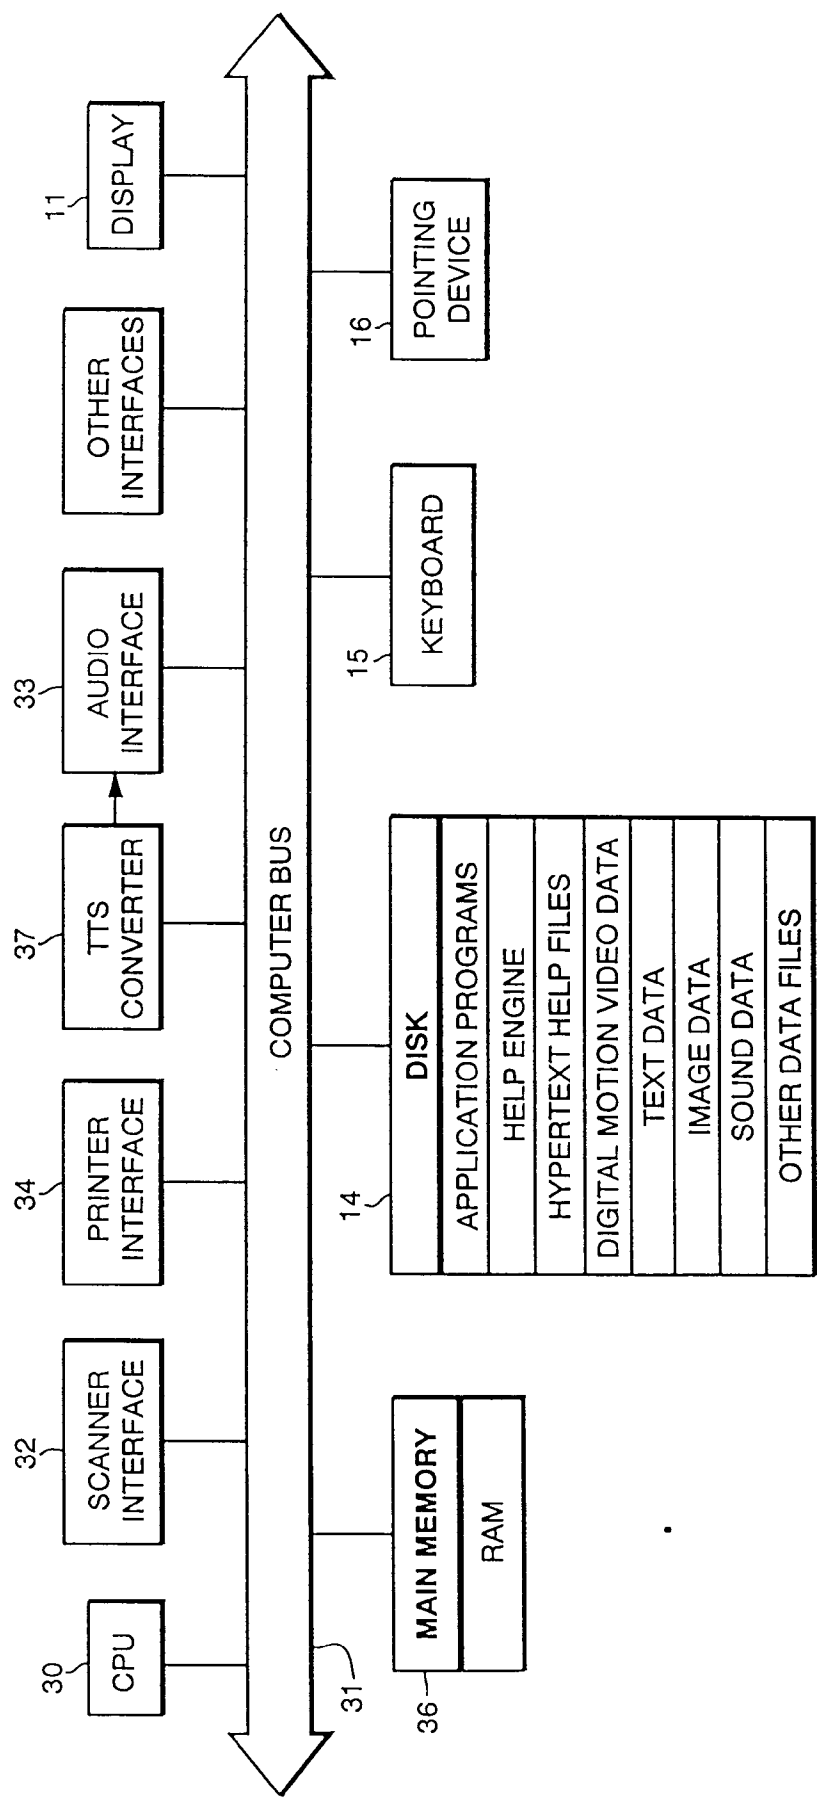 30
CPU
32
SCANNER
INTERFACE
34
PRINTER
INTERFACE
37
TTS
CONVERTER
33
AUDIO
INTERFACE
OTHER
INTERFACES
11
DISPLAY
COMPUTER BUS
31
36
MAIN MEMORY
RAM
14
DISK
APPLICATION PROGRAMS
HELP ENGINE
HYPERTEXT HELP FILES
DIGITAL MOTION VIDEO DATA
TEXT DATA
IMAGE DATA
SOUND DATA
OTHER DATA FILES
15
KEYBOARD
16
POINTING
DEVICE